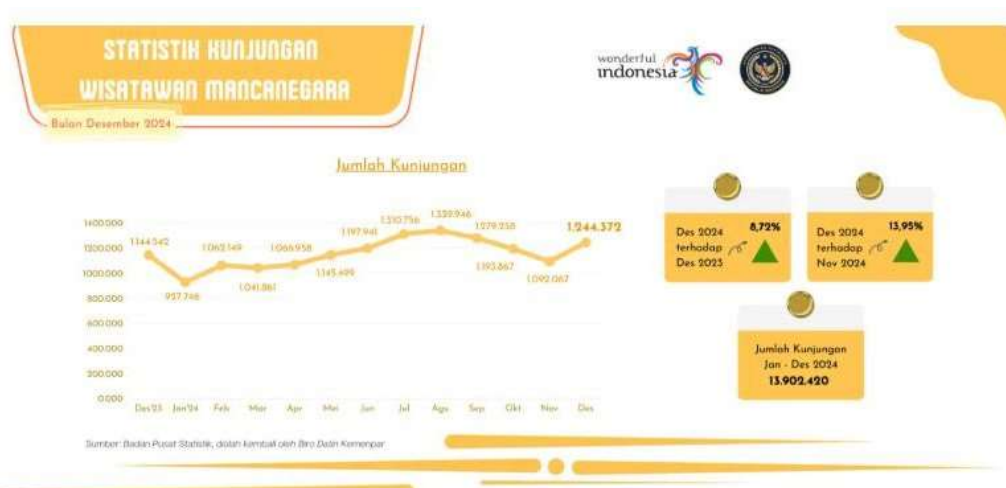 STATISTIK KUNJUNGAN
WISATAWAN MANCANEGARA
Bulan Desember 2024
wonderful
indonesia
Jumlah Kunjungan
1400.000
1200.000
1000.000
800.000
600.000
400.000
200.000
0.000
1.144.542
927.746
1.062.149
1.041.861
1.066.958
1.145.499
1.197.941
1.310.756
1.339.946
1.279.258
1.193.867
1.092.067
1.244.372
Des'23 Jan'24 Feb Mar Apr Mei Jun Jul Agu Sep Okt Nov Des
Des 2024
terhadap
Des 2023
8,72%
Des 2024
terhadap
Nov 2024
13,95%
Jumlah Kunjungan
Jan - Des 2024
13.902.420
Sumber: Badan Pusat Statistik, diolah kembali oleh Biro Datin Kemenpar